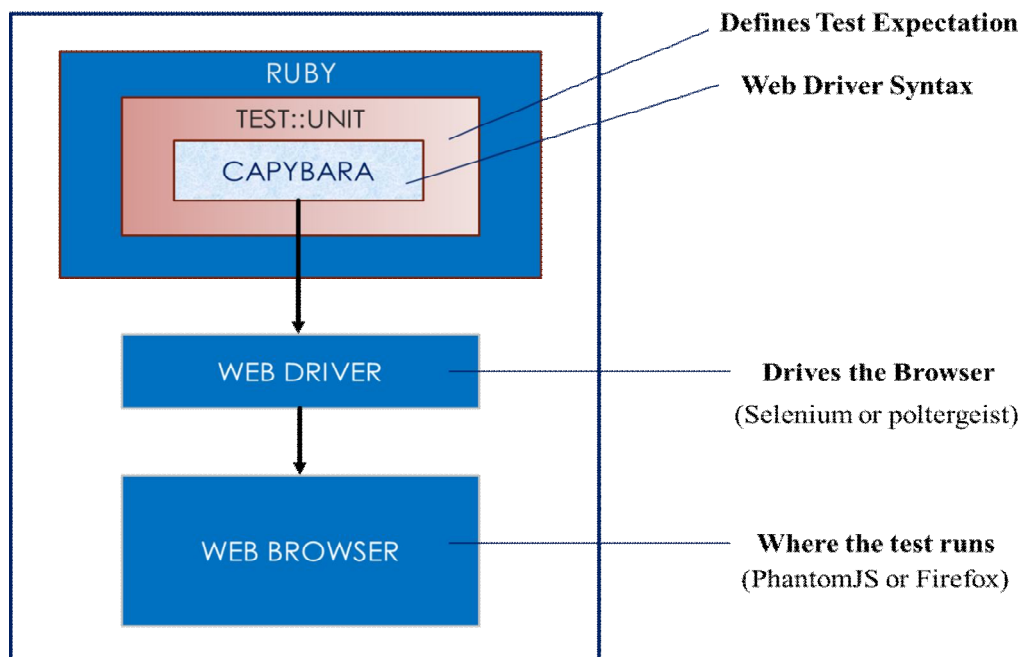 Defines Test Expectation
RUBY
Web Driver Syntax
TEST::UNIT
CAPYBARA
WEB DRIVER
Drives the Browser
(Selenium or poltergeist)
WEB BROWSER
Where the test runs
(PhantomJS or Firefox)